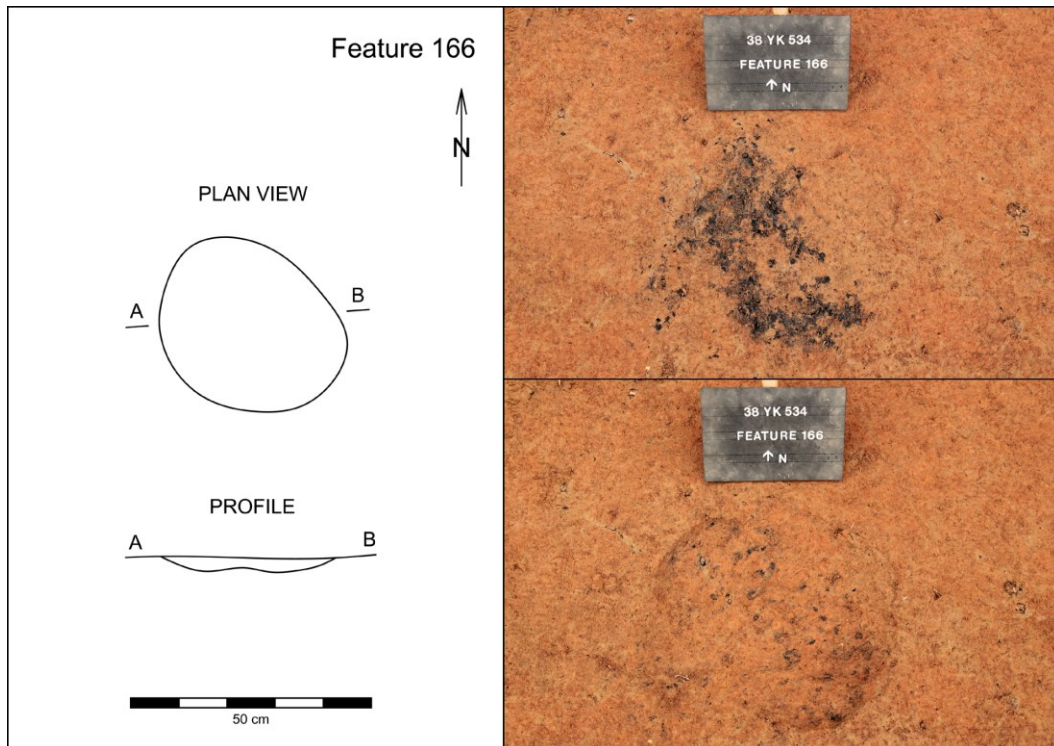 Feature 166
N
PLAN VIEW
A
B
PROFILE
A
B
50 cm
38 YK 534
FEATURE 166
↑ N
38 YK 534
FEATURE 166
↑ N